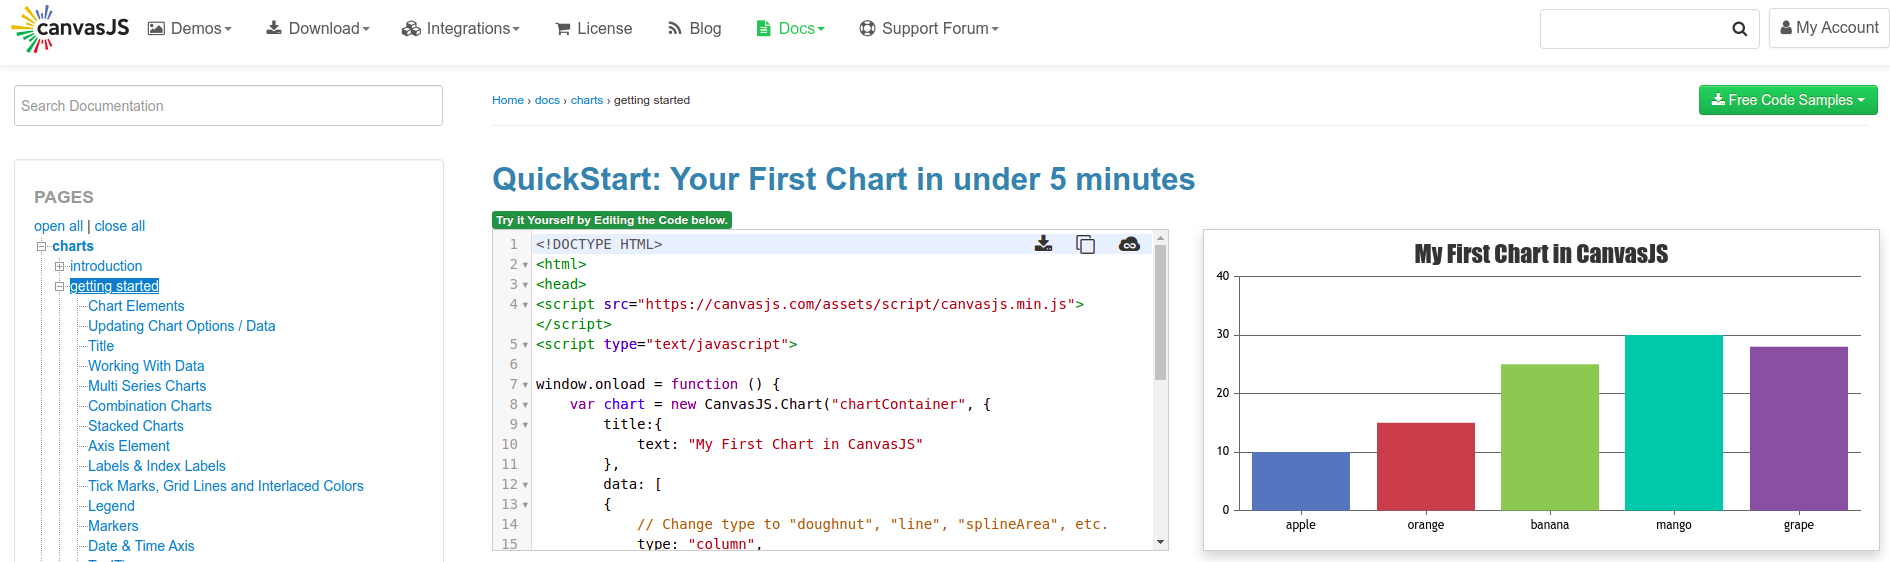 canvasJS Demos Download Integrations License Blog Docs Support Forum My Account
Search Documentation
Home › docs › charts › getting started
Free Code Samples
PAGES
open all | close all
charts
introduction
getting started
Chart Elements
Updating Chart Options / Data
Title
Working With Data
Multi Series Charts
Combination Charts
Stacked Charts
Axis Element
Labels & Index Labels
Tick Marks, Grid Lines and Interlaced Colors
Legend
Markers
Date & Time Axis
QuickStart: Your First Chart in under 5 minutes
Try it Yourself by Editing the Code below.
1 <!DOCTYPE HTML>
2 <html>
3 <head>
4 <script src="https://canvasjs.com/assets/script/canvasjs.min.js">
</script>
5 <script type="text/javascript">
6
7 window.onload = function () {
8 var chart = new CanvasJS.Chart("chartContainer", {
9 title:{
10 text: "My First Chart in CanvasJS"
11 },
12 data: [
13 {
14 // Change type to "doughnut", "line", "splineArea", etc.
15 type: "column",
My First Chart in CanvasJS
40
30
20
10
0
apple orange banana mango grape